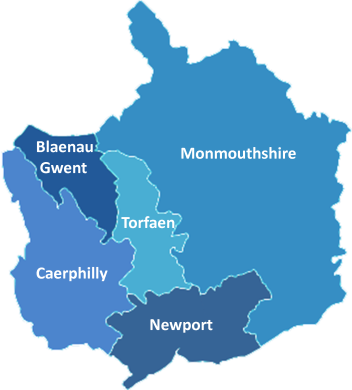 Blaenau
Gwent
Monmouthshire
Torfaen
Caerphilly
Newport